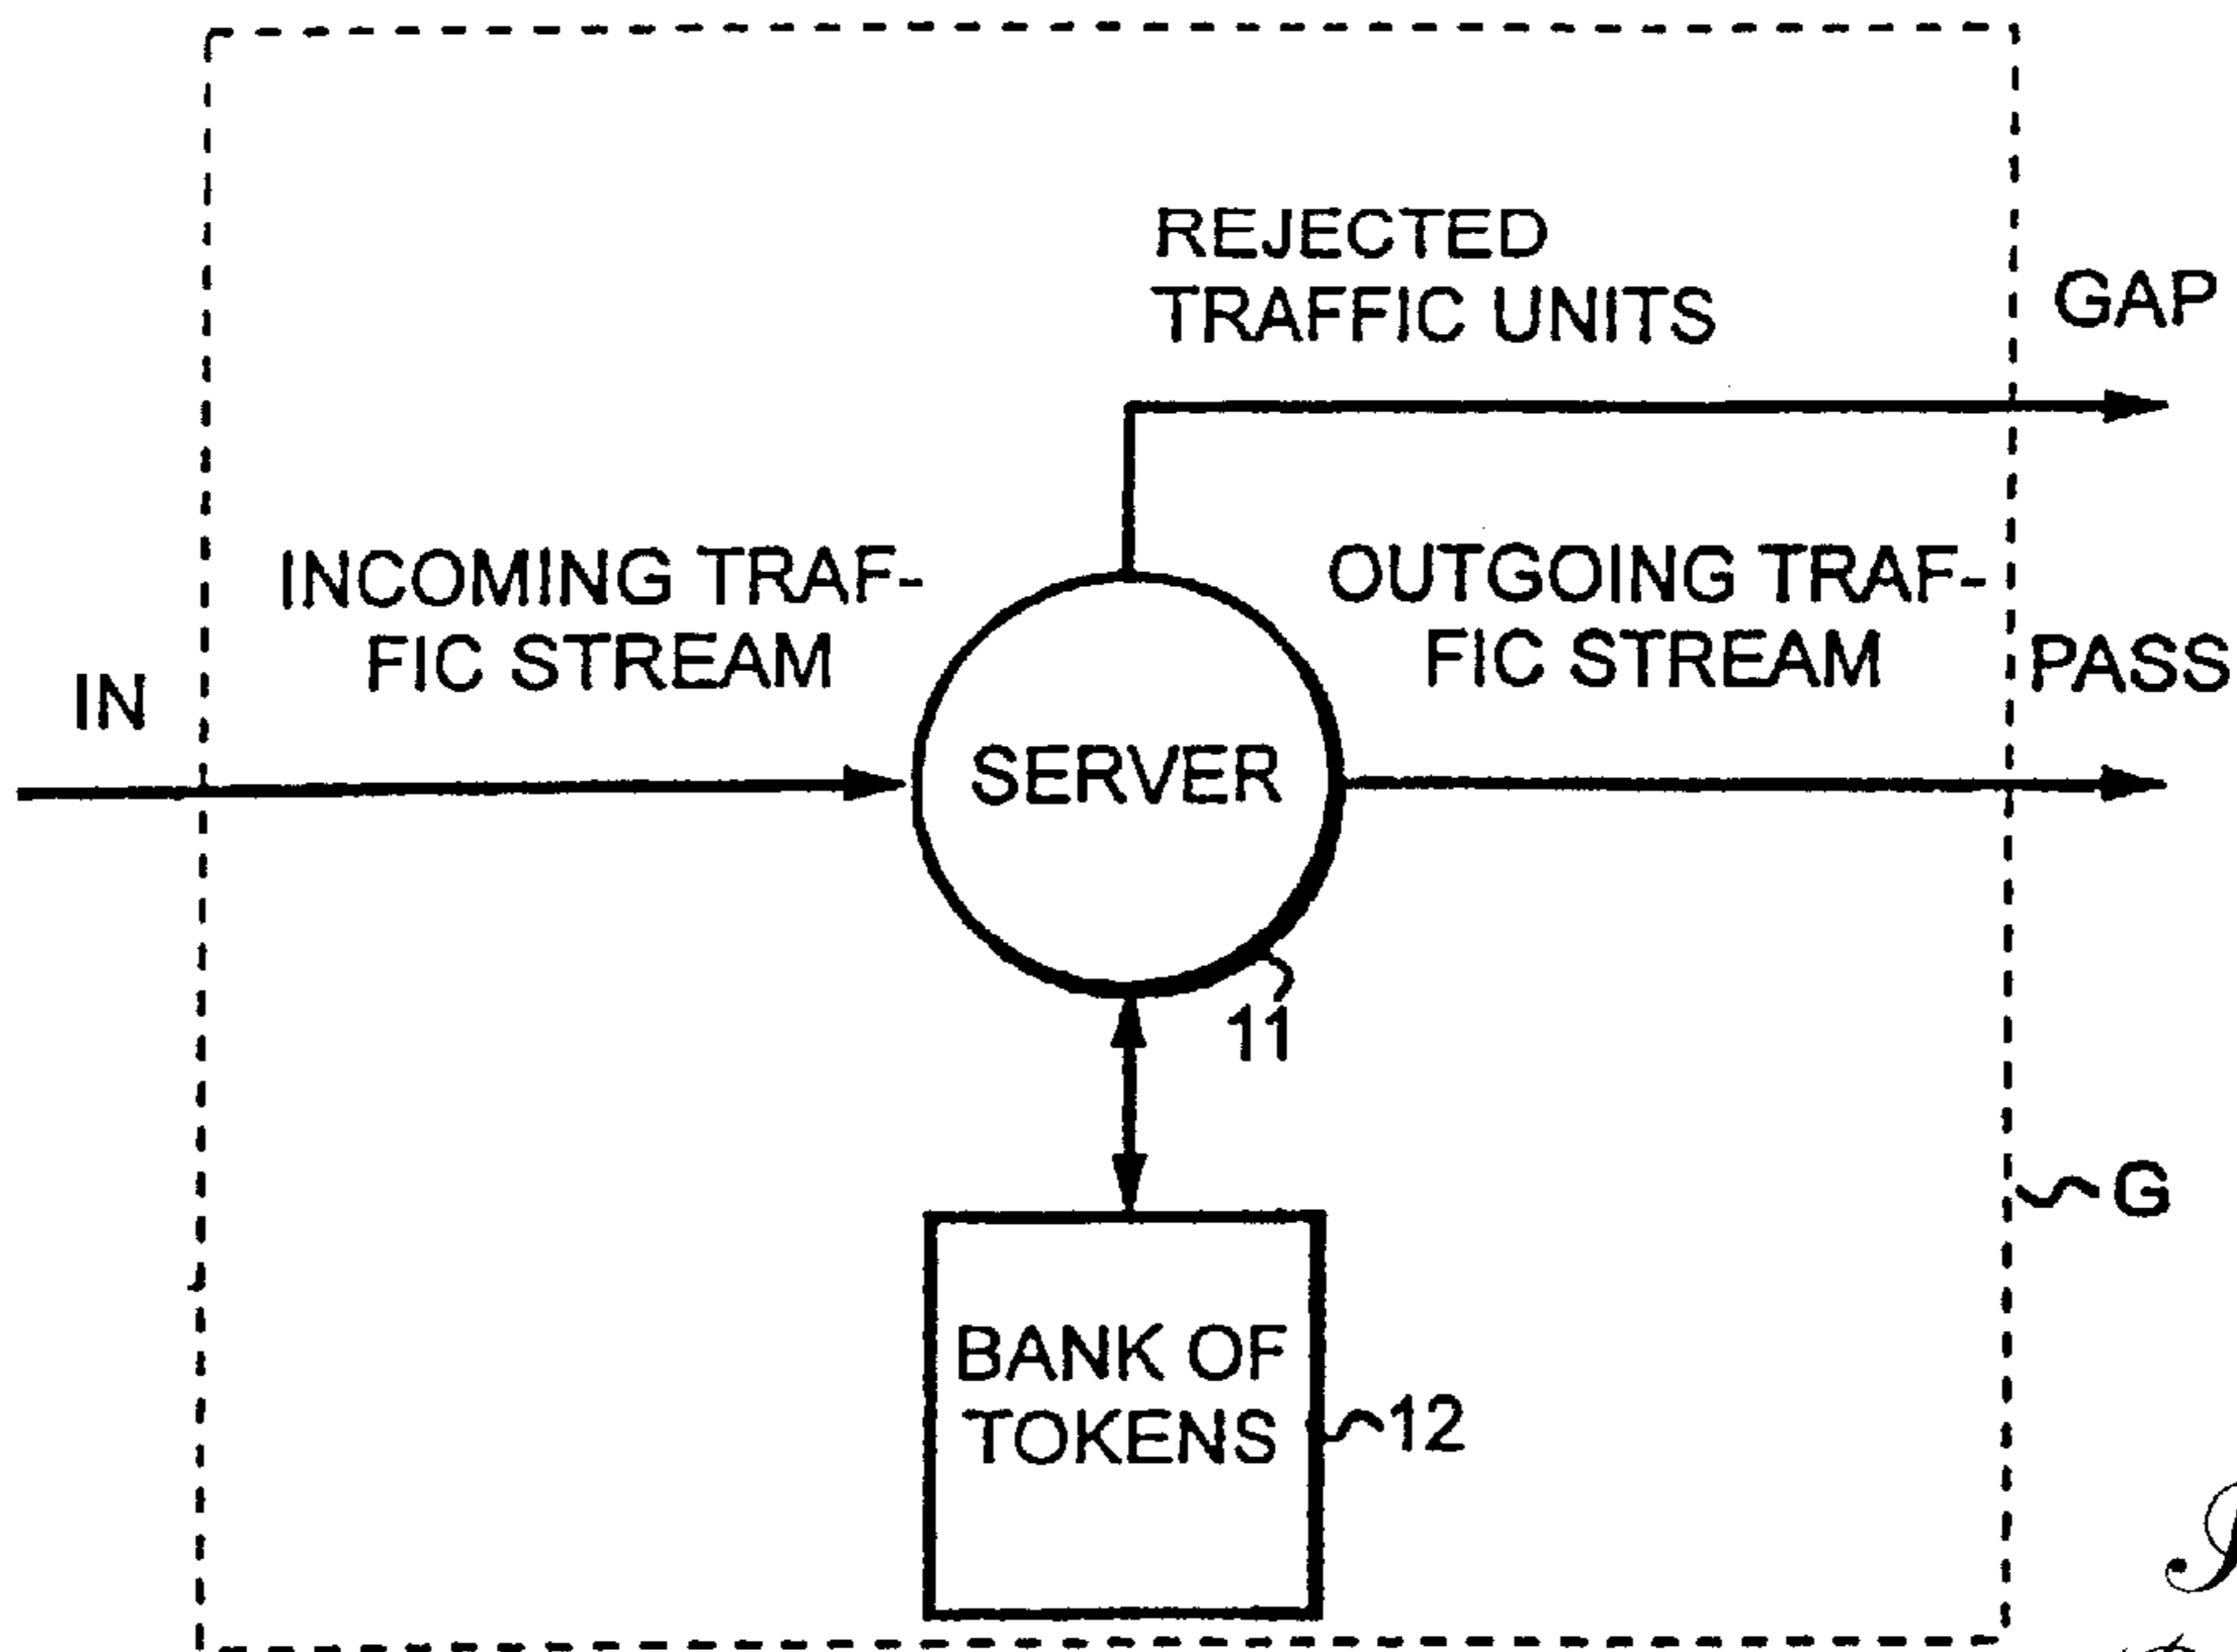 REJECTED
TRAFFIC UNITS
GAP
INCOMING TRAF-
FIC STREAM
OUTGOING TRAF-
FIC STREAM
IN
PASS
SERVER
11
G
BANK OF
TOKENS
12